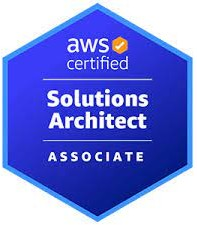 aws
certified
Solutions
Architect
ASSOCIATE